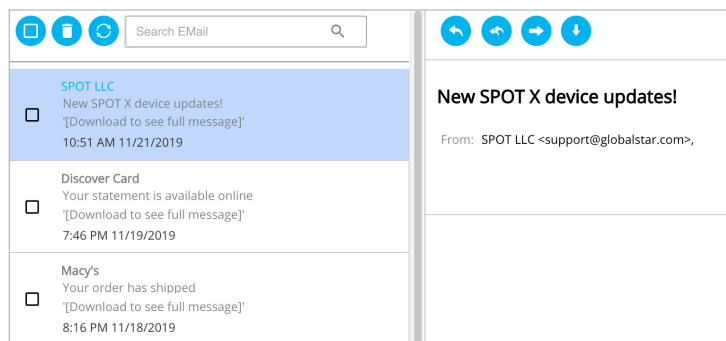 Search EMail
SPOT LLC
New SPOT X device updates!
'[Download to see full message]'
10:51 AM 11/21/2019
Discover Card
Your statement is available online
'[Download to see full message]'
7:46 PM 11/19/2019
Macy's
Your order has shipped
'[Download to see full message]'
8:16 PM 11/18/2019
New SPOT X device updates!
From: SPOT LLC <support@globalstar.com>,